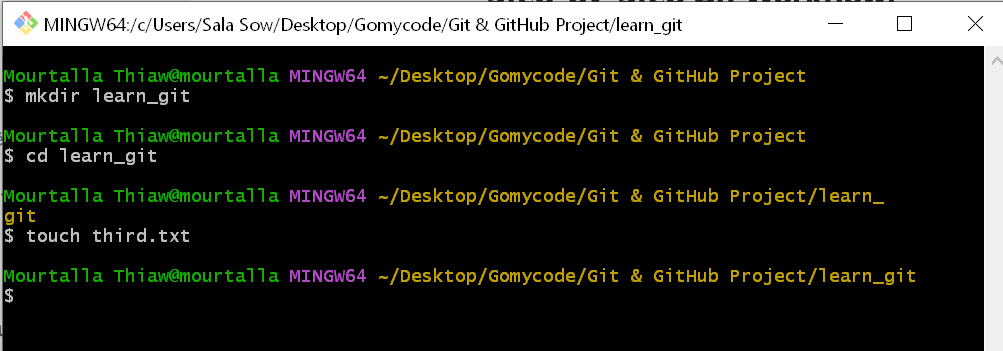 MINGW64:/c/Users/Sala Sow/Desktop/Gomycode/Git & GitHub Project/learn_git
Mourtalla Thiaw@mourtalla MINGW64 ~/Desktop/Gomycode/Git & GitHub Project
$ mkdir learn_git
Mourtalla Thiaw@mourtalla MINGW64 ~/Desktop/Gomycode/Git & GitHub Project
$ cd learn_git
Mourtalla Thiaw@mourtalla MINGW64 ~/Desktop/Gomycode/Git & GitHub Project/learn_
git
$ touch third.txt
Mourtalla Thiaw@mourtalla MINGW64 ~/Desktop/Gomycode/Git & GitHub Project/learn_git
$